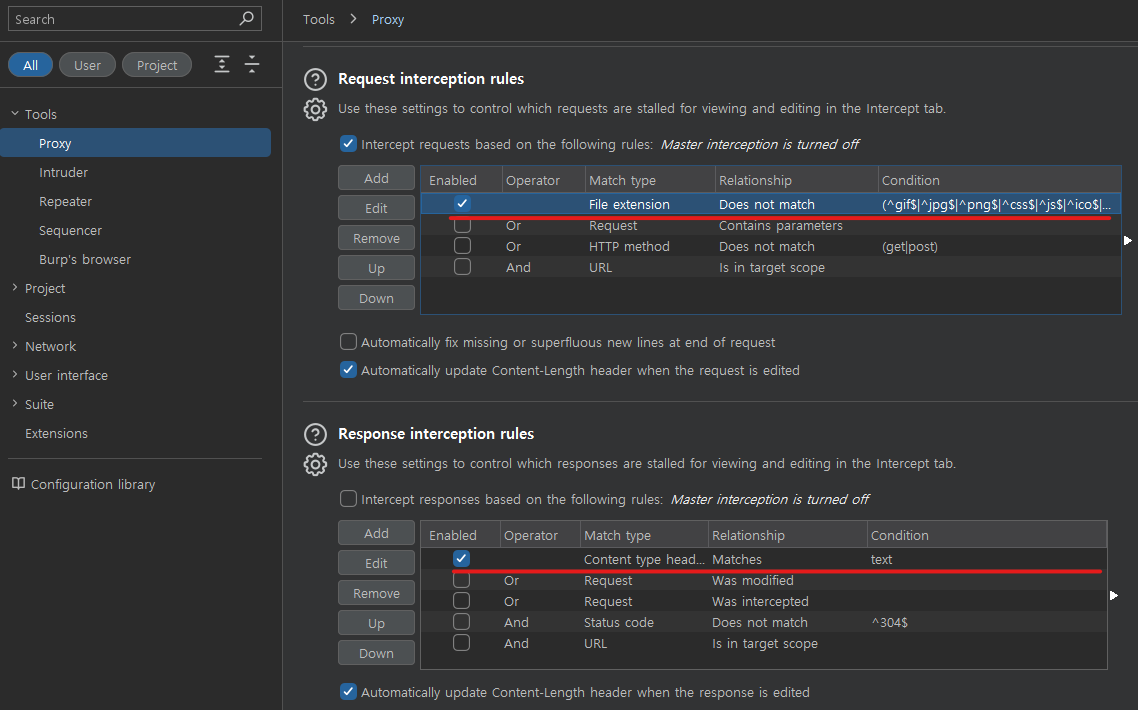 Search
All User Project
Tools
Proxy
Intruder
Repeater
Sequencer
Burp's browser
Project
Sessions
Network
User interface
Suite
Extensions
Configuration library
Tools > Proxy
Request interception rules
Use these settings to control which requests are stalled for viewing and editing in the Intercept tab.
Intercept requests based on the following rules: Master interception is turned off
Add
Edit
Remove
Up
Down
Enabled Operator Match type Relationship Condition
File extension Does not match (^gif$|^jpg$|^png$|^css$|^js$|^ico$|...
Or Request Contains parameters
Or HTTP method Does not match (get|post)
And URL Is in target scope
Automatically fix missing or superfluous new lines at end of request
Automatically update Content-Length header when the request is edited
Response interception rules
Use these settings to control which responses are stalled for viewing and editing in the Intercept tab.
Intercept responses based on the following rules: Master interception is turned off
Add
Edit
Remove
Up
Down
Enabled Operator Match type Relationship Condition
Content type head... Matches text
Or Request Was modified
Or Request Was intercepted
And Status code Does not match ^304$
And URL Is in target scope
Automatically update Content-Length header when the response is edited